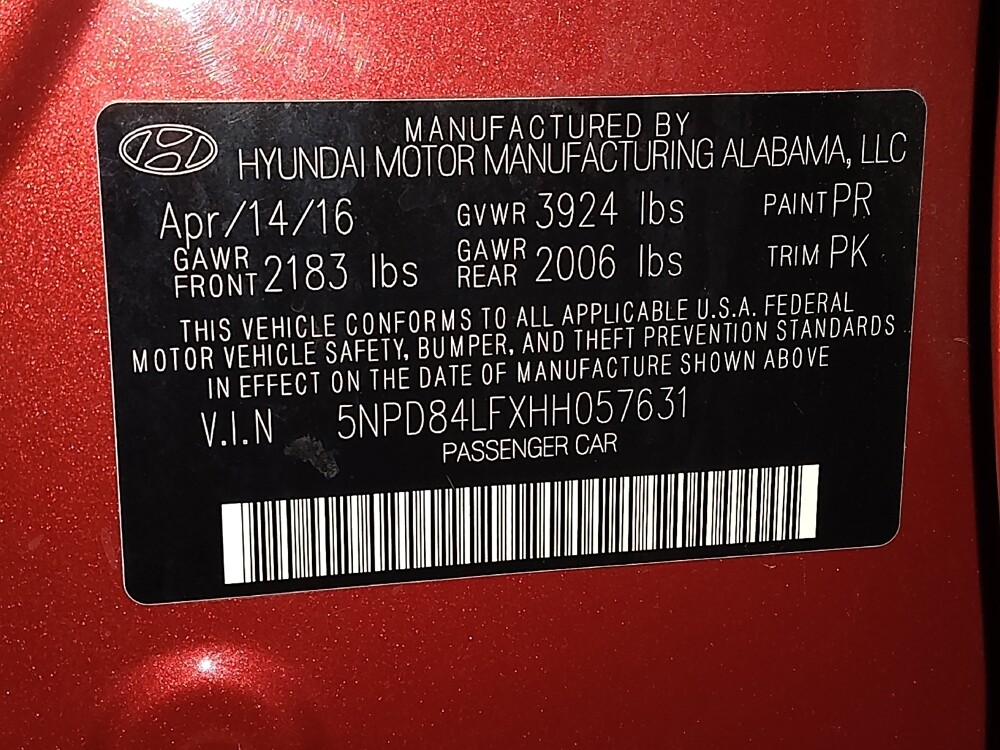 MANUFACTURED BY
HYUNDAI MOTOR MANUFACTURING ALABAMA, LLC
Apr/14/16 GVWR 3924 lbs PAINT PR
GAWR FRONT 2183 lbs GAWR REAR 2006 lbs TRIM PK
THIS VEHICLE CONFORMS TO ALL APPLICABLE U.S.A. FEDERAL
MOTOR VEHICLE SAFETY, BUMPER, AND THEFT PREVENTION STANDARDS
IN EFFECT ON THE DATE OF MANUFACTURE SHOWN ABOVE
V.I.N 5NPD84LFXHH057631
PASSENGER CAR